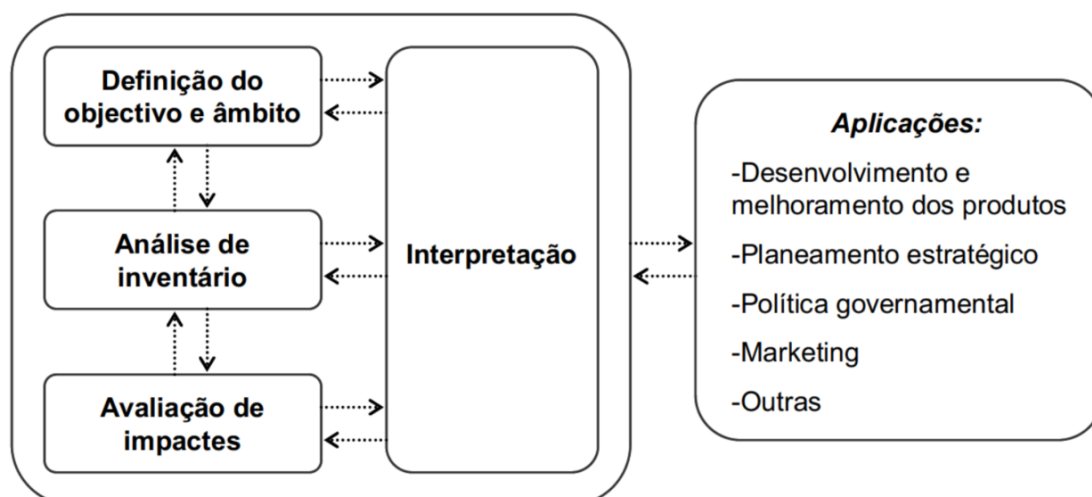 Definição do
objectivo e âmbito
Análise de
inventário
Avaliação de
impactes
Interpretação
Aplicações:
-Desenvolvimento e
melhoramento dos produtos
-Planeamento estratégico
-Política governamental
-Marketing
-Outras